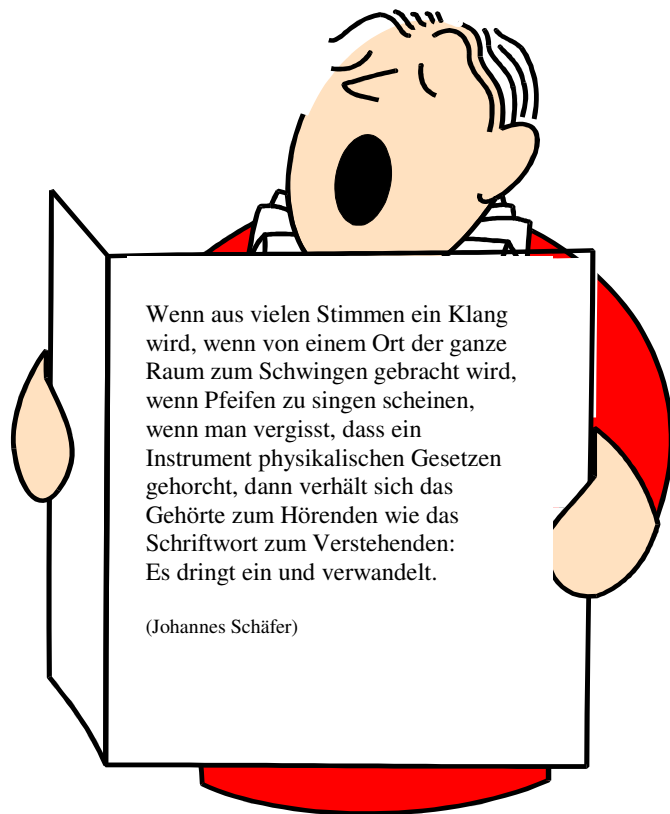 Wenn aus vielen Stimmen ein Klang
wird, wenn von einem Ort der ganze
Raum zum Schwingen gebracht wird,
wenn Pfeifen zu singen scheinen,
wenn man vergisst, dass ein
Instrument physikalischen Gesetzen
gehorcht, dann verhält sich das
Gehörte zum Hörenden wie das
Schriftwort zum Verstehenden:
Es dringt ein und verwandelt.
(Johannes Schäfer)